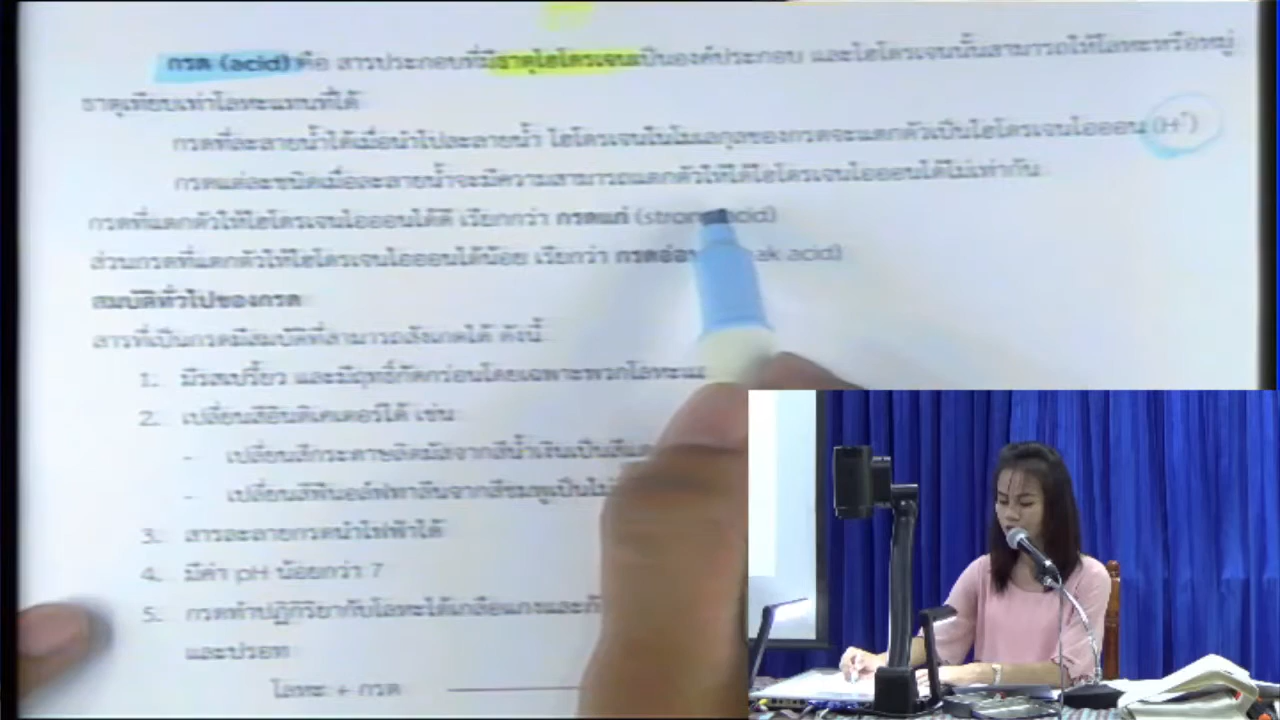 กรด (acid) คือ สารประกอบที่มีธาตุไฮโดรเจนเป็นองค์ประกอบ และไฮโดรเจนนั้นสามารถให้โลหะหรือหมู่
ธาตุเทียบเท่าโลหะแทนที่ได้
กรดที่ละลายน้ำได้เมื่อนำไปละลายน้ำ ไฮโดรเจนในโมเลกุลของกรดจะแตกตัวเป็นไฮโดรเจนไอออน (H⁺)
กรดแต่ละชนิดเมื่อละลายน้ำจะมีความสามารถแตกตัวให้ได้ไฮโดรเจนไอออนได้ไม่เท่ากัน
กรดที่แตกตัวให้ไฮโดรเจนไอออนได้ดี เรียกว่า กรดแก่ (strong acid)
ส่วนกรดที่แตกตัวให้ไฮโดรเจนไอออนได้น้อย เรียกว่า กรดอ่อน ak acid)
สมบัติทั่วไปของกรด
สารที่เป็นกรดมีสมบัติที่สามารถสังเกตได้ ดังนี้
1. มีรสเปรี้ยว และมีฤทธิ์กัดกร่อนโดยเฉพาะพวกโลหะแ
2. เปลี่ยนสีอินดิเคเตอร์ได้ เช่น
- เปลี่ยนสีกระดาษลิตมัสจากสีน้ำเงินเป็นสีแด
- เปลี่ยนสีฟีนอล์ฟทาลีนจากสีชมพูเป็นไม่
3. สารละลายกรดนำไฟฟ้าได้
4. มีค่า pH น้อยกว่า 7
5. กรดทำปฏิกิริยากับโลหะได้เกลือแกงและก๊
และปรอท
โลหะ + กรด